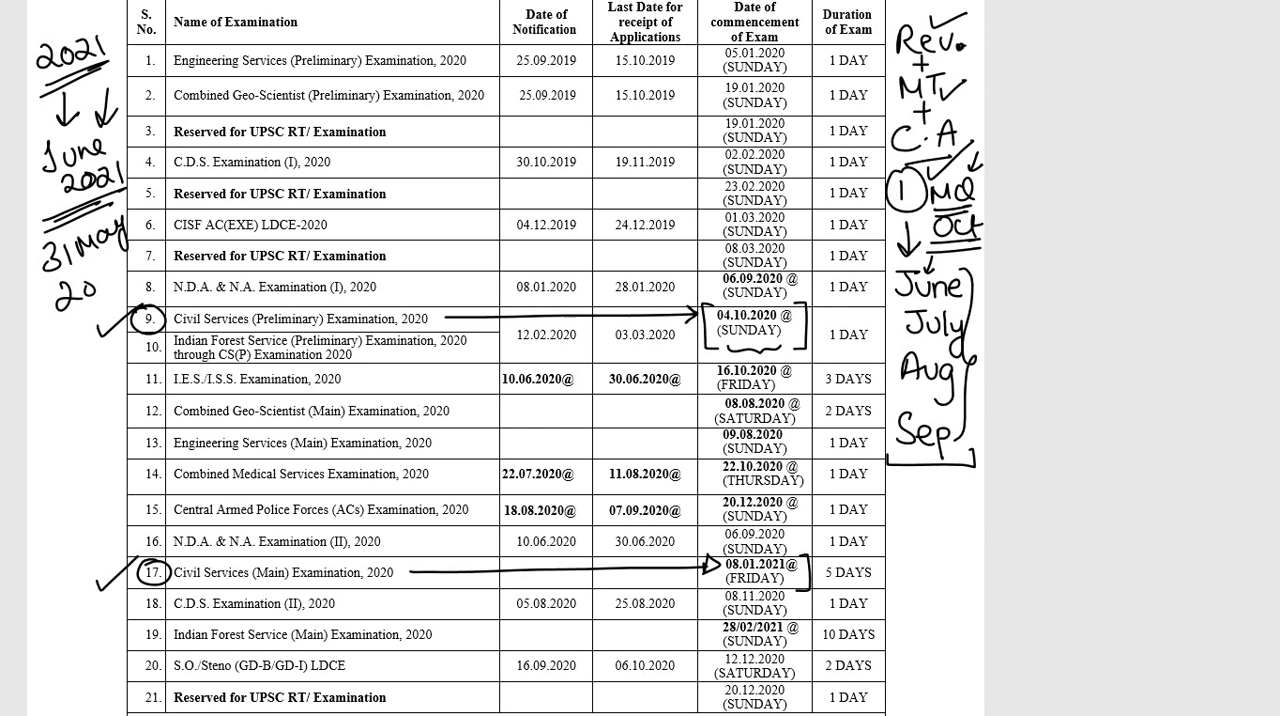 S. No. Name of Examination Date of Notification Last Date for receipt of Applications Date of commencement of Exam Duration of Exam
1. Engineering Services (Preliminary) Examination, 2020 25.09.2019 15.10.2019 05.01.2020 (SUNDAY) 1 DAY
2. Combined Geo-Scientist (Preliminary) Examination, 2020 25.09.2019 15.10.2019 19.01.2020 (SUNDAY) 1 DAY
3. Reserved for UPSC RT/ Examination 19.01.2020 (SUNDAY) 1 DAY
4. C.D.S. Examination (I), 2020 30.10.2019 19.11.2019 02.02.2020 (SUNDAY) 1 DAY
5. Reserved for UPSC RT/ Examination 23.02.2020 (SUNDAY) 1 DAY
6. CISF AC(EXE) LDCE-2020 04.12.2019 24.12.2019 01.03.2020 (SUNDAY) 1 DAY
7. Reserved for UPSC RT/ Examination 08.03.2020 (SUNDAY) 1 DAY
8. N.D.A. & N.A. Examination (I), 2020 08.01.2020 28.01.2020 06.09.2020 @ (SUNDAY) 1 DAY
9. Civil Services (Preliminary) Examination, 2020 12.02.2020 03.03.2020 04.10.2020 @ (SUNDAY) 1 DAY
10. Indian Forest Service (Preliminary) Examination, 2020 through CS(P) Examination 2020
11. I.E.S./I.S.S. Examination, 2020 10.06.2020@ 30.06.2020@ 16.10.2020 @ (FRIDAY) 3 DAYS
12. Combined Geo-Scientist (Main) Examination, 2020 08.08.2020 @ (SATURDAY) 2 DAYS
13. Engineering Services (Main) Examination, 2020 09.08.2020 (SUNDAY) 1 DAY
14. Combined Medical Services Examination, 2020 22.07.2020@ 11.08.2020@ 22.10.2020 @ (THURSDAY) 1 DAY
15. Central Armed Police Forces (ACs) Examination, 2020 18.08.2020@ 07.09.2020@ 20.12.2020 @ (SUNDAY) 1 DAY
16. N.D.A. & N.A. Examination (II), 2020 10.06.2020 30.06.2020 06.09.2020 (SUNDAY) 1 DAY
17. Civil Services (Main) Examination, 2020 08.01.2021@ (FRIDAY) 5 DAYS
18. C.D.S. Examination (II), 2020 05.08.2020 25.08.2020 08.11.2020 (SUNDAY) 1 DAY
19. Indian Forest Service (Main) Examination, 2020 28/02/2021 @ (SUNDAY) 10 DAYS
20. S.O./Steno (GD-B/GD-I) LDCE 16.09.2020 06.10.2020 12.12.2020 (SATURDAY) 2 DAYS
21. Reserved for UPSC RT/ Examination 20.12.2020 (SUNDAY) 1 DAY
2021
June
2021
31 May
20
Rev.
+
MT
+
C.A
1 MQ
Oct
June
July
Aug
Sep